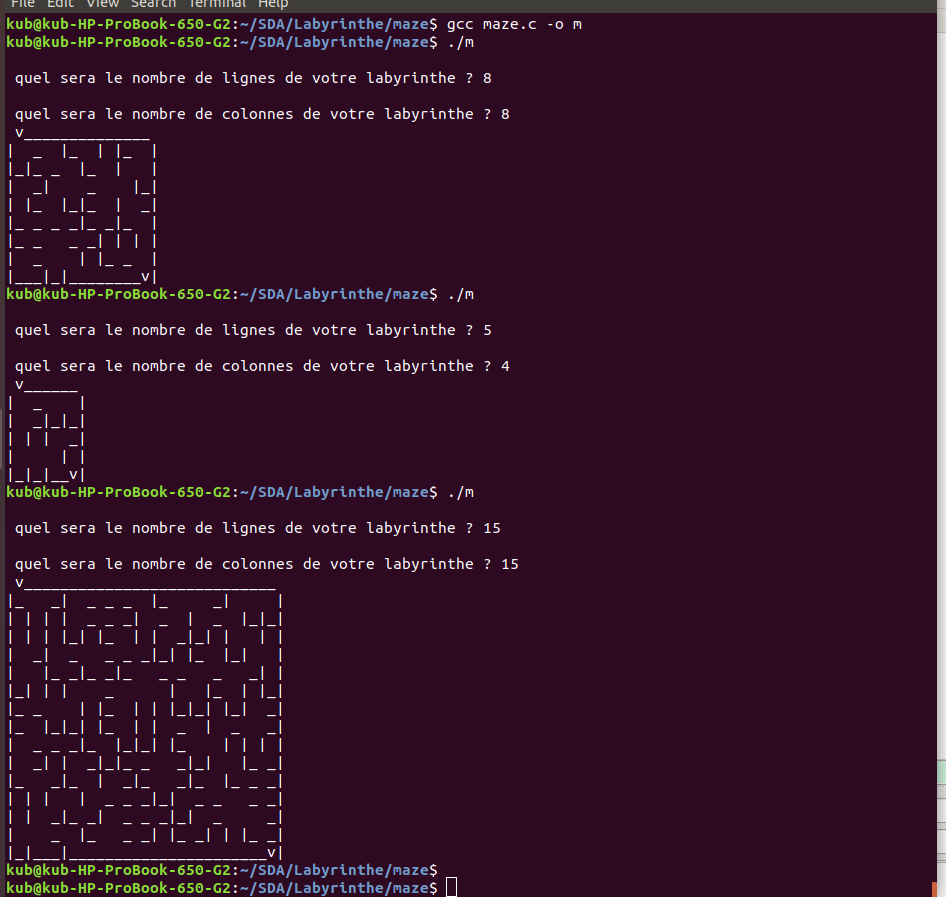 File Edit View Search Terminal Help
kub@kub-HP-ProBook-650-G2:~/SDA/Labyrinthe/maze$ gcc maze.c -o m
kub@kub-HP-ProBook-650-G2:~/SDA/Labyrinthe/maze$ ./m
quel sera le nombre de lignes de votre labyrinthe ? 8
quel sera le nombre de colonnes de votre labyrinthe ? 8
 v______________
|  _  |_  | |_  |
|_|_ _  |_  |   |
|  _|    _    |_|
| |_  |_|_  |  _|
|_ _ _ _|_ _|_  |
|_ _   _ _| | | |
|  _    | |_ _  |
|___|_|________v|
kub@kub-HP-ProBook-650-G2:~/SDA/Labyrinthe/maze$ ./m
quel sera le nombre de lignes de votre labyrinthe ? 5
quel sera le nombre de colonnes de votre labyrinthe ? 4
 v______
|  _    |
|  _|_|_|
| | |  _|
|     | |
|_|_|__v|
kub@kub-HP-ProBook-650-G2:~/SDA/Labyrinthe/maze$ ./m
quel sera le nombre de lignes de votre labyrinthe ? 15
quel sera le nombre de colonnes de votre labyrinthe ? 15
 v____________________________
|_   _|  _ _ _  |_     _|     |
| | | |  _ _ _|  _  |  _  |_|_|
| | | |_| |_  | |  _|_| |   | |
|  _|  _   _ _ _|_| |_  |_|   |
|   |_ _|_ _|_   _ _   _   _| |
|_| | |    _      |   |_  | |_|
|_ _    | |_  | | |_|_| |_|  _|
|_  |_|_| |_  | |  _  |  _   _|
|  _ _ _|_  |_|_| |_    | | | |
|  _| |  _|_|_ _   _|_|   |_ _|
|_   _|_  |  _|_   _|_  |_ _ _|
| | |   |  _ _ _|_|  _ _   _ _|
| |  _|_ _|  _ _ _|_|  _     _|
|    _  |_   _ _| |_ _| | |_ _|
|_|___|______________________v|
kub@kub-HP-ProBook-650-G2:~/SDA/Labyrinthe/maze$
kub@kub-HP-ProBook-650-G2:~/SDA/Labyrinthe/maze$